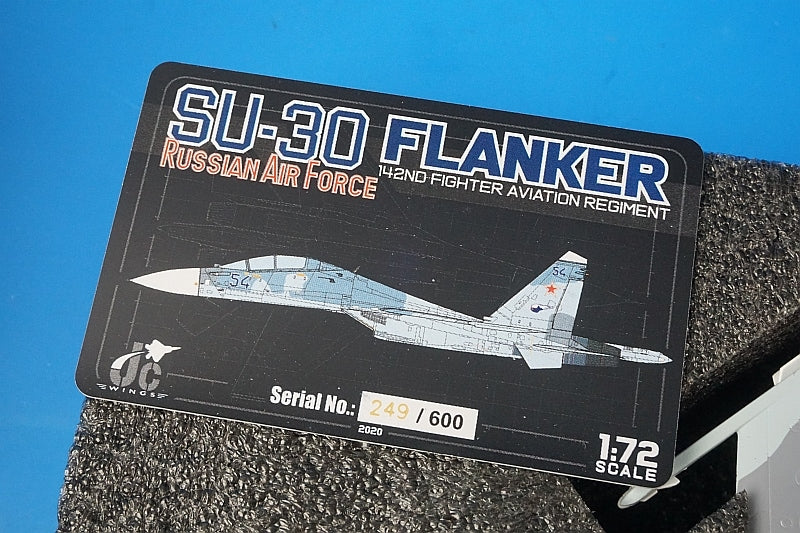 SU-30 FLANKER
RUSSIAN AIR FORCE
142ND FIGHTER AVIATION REGIMENT
54
54
JC
WINGS
Serial No.: 249 / 600
2020
1:72
SCALE